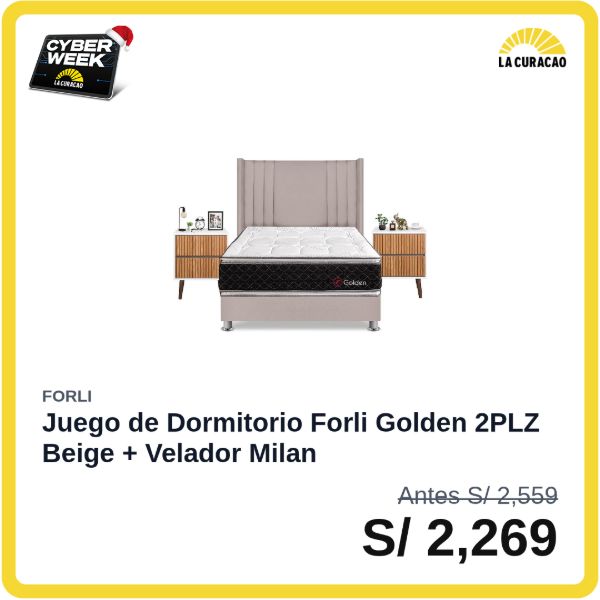 CYBER
WEEK
LA CURACAO
LA CURACAO
Golden
FORLI
Juego de Dormitorio Forli Golden 2PLZ
Beige + Velador Milan
Antes S/ 2,559
S/ 2,269